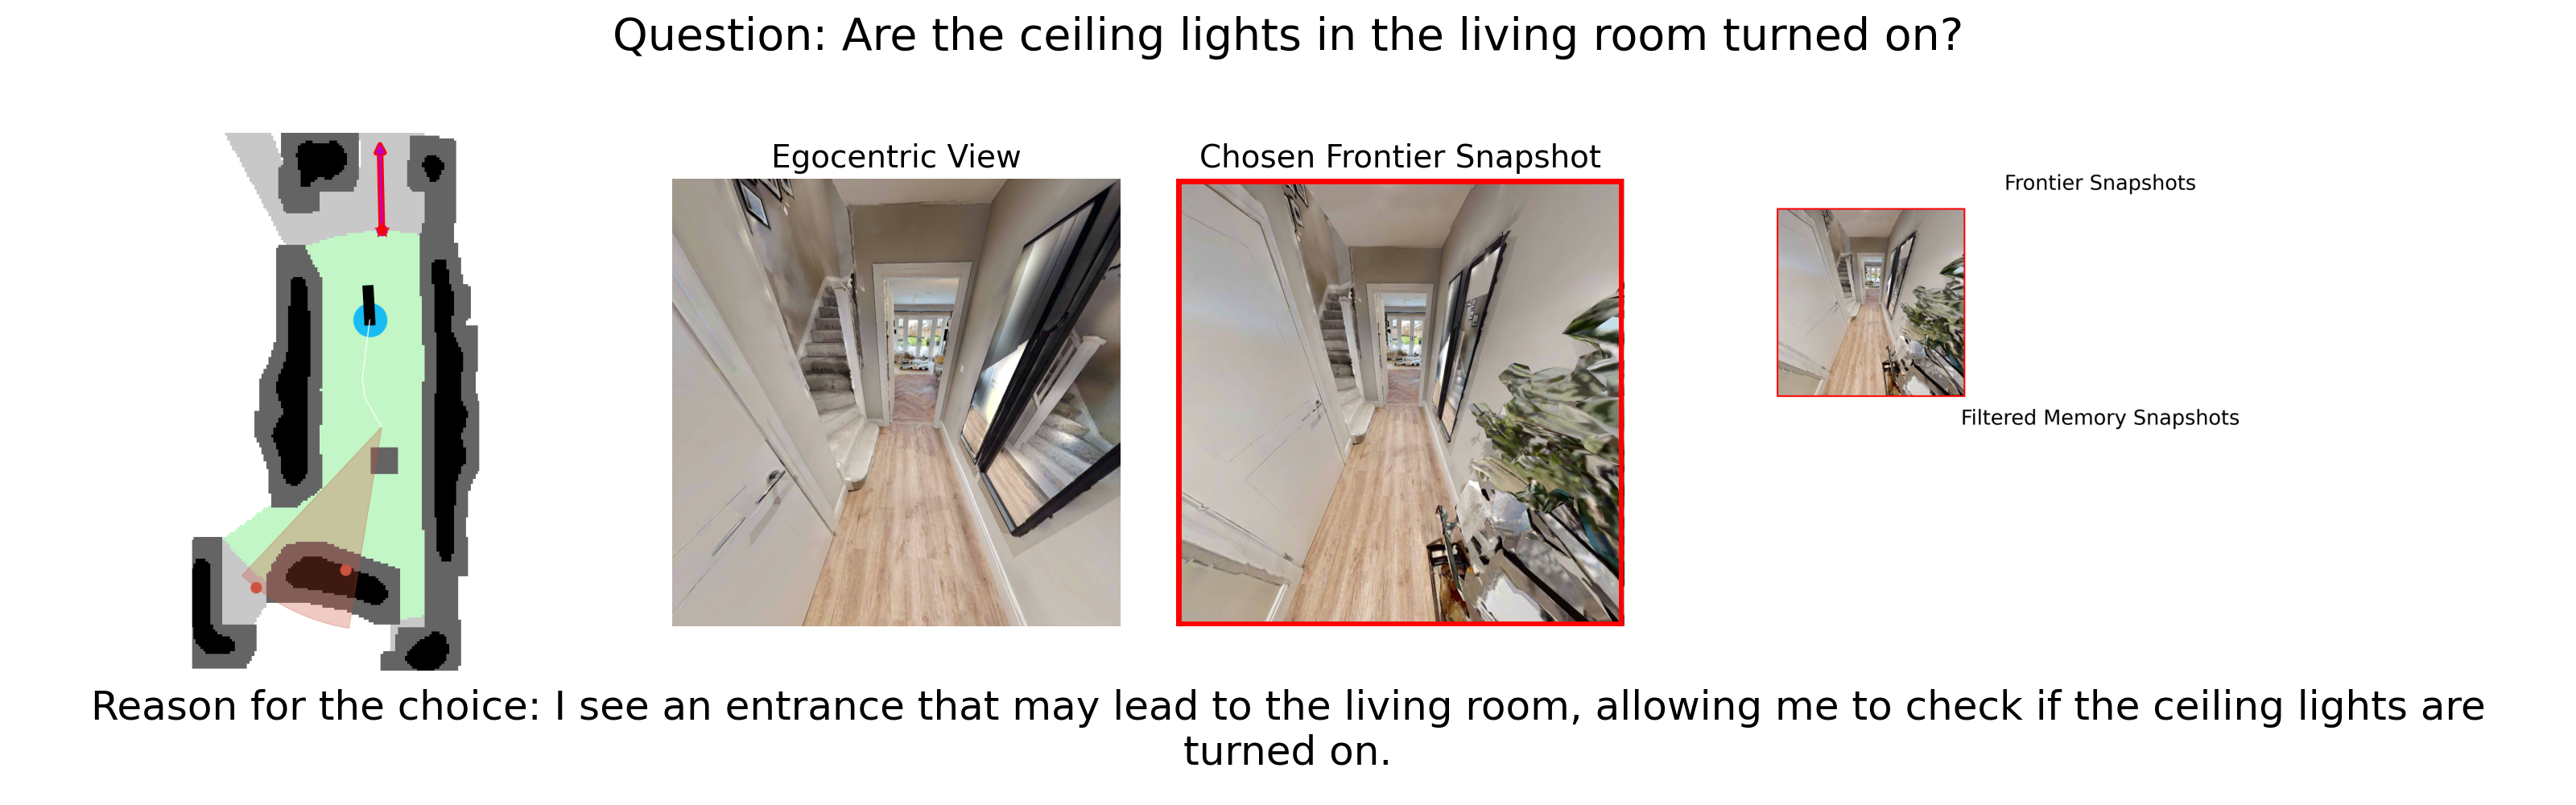 Question: Are the ceiling lights in the living room turned on?
Egocentric View
Chosen Frontier Snapshot
Frontier Snapshots
Filtered Memory Snapshots
Reason for the choice: I see an entrance that may lead to the living room, allowing me to check if the ceiling lights are
turned on.